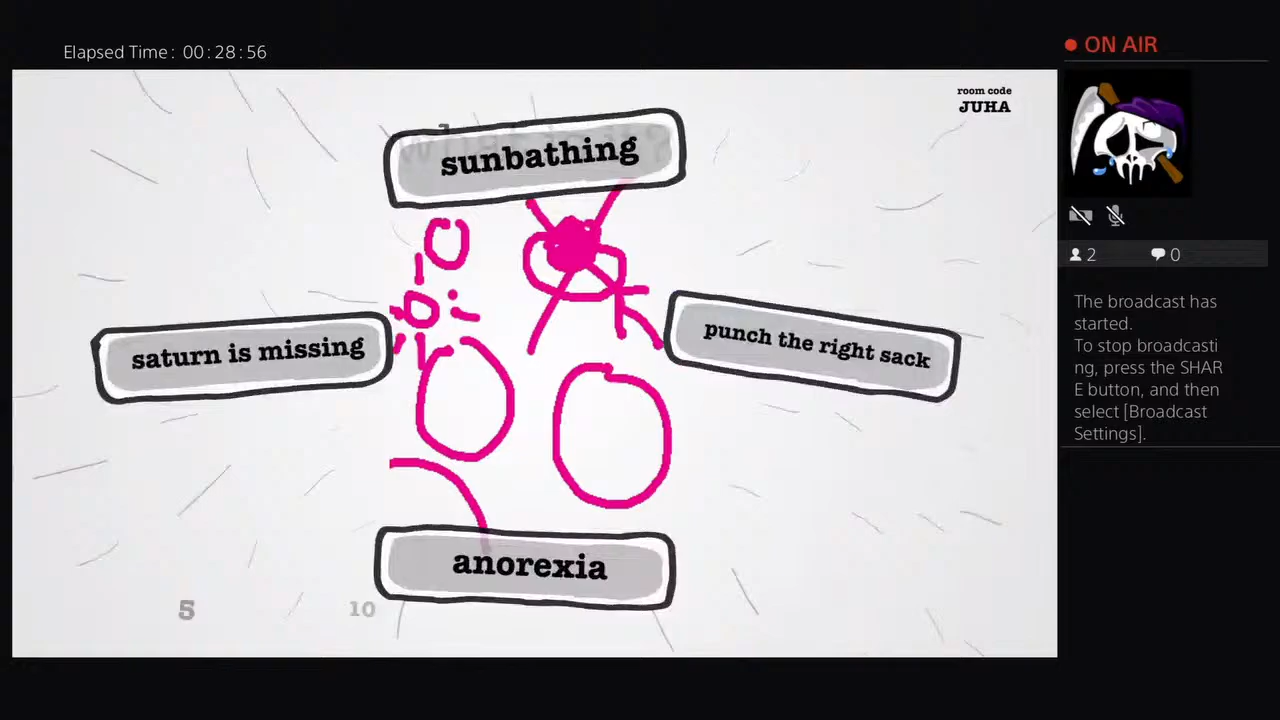 Elapsed Time: 00:28:56
ON AIR
room code
JUHA
sunbathing
2
0
saturn is missing
punch the right sack
The broadcast has
started.
To stop broadcasti
ng, press the SHAR
E button, and then
select [Broadcast
Settings].
anorexia
5
10